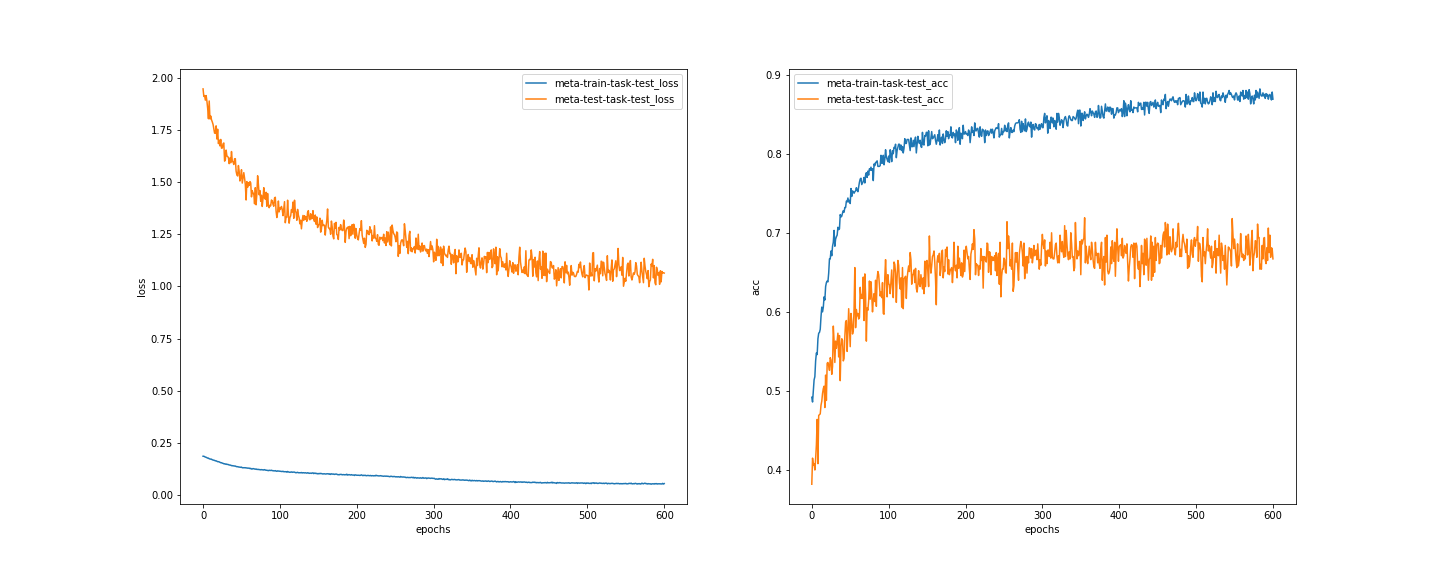 2.00
1.75
1.50
1.25
1.00
0.75
0.50
0.25
0.00
loss
0 100 200 300 400 500 600
epochs
meta-train-task-test_loss
meta-test-task-test_loss
0.9
0.8
0.7
0.6
0.5
0.4
acc
0 100 200 300 400 500 600
epochs
meta-train-task-test_acc
meta-test-task-test_acc